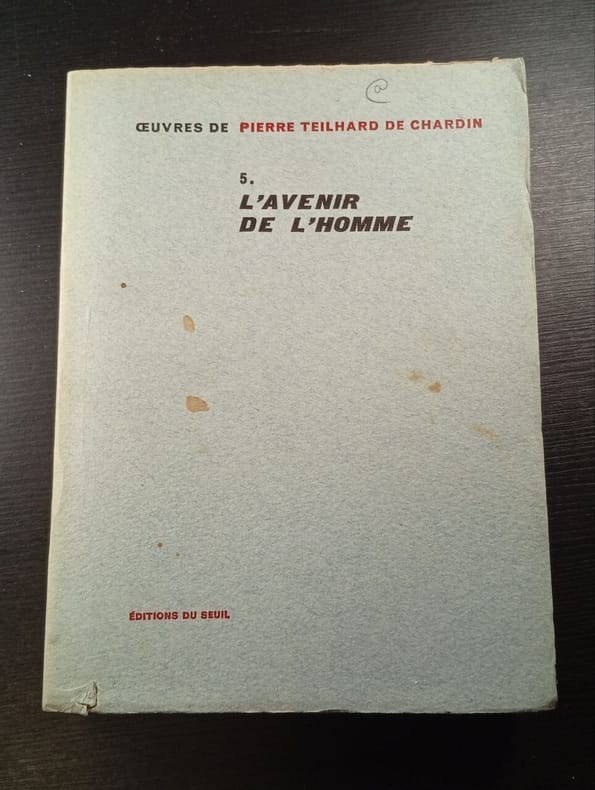 @
ŒUVRES DE PIERRE TEILHARD DE CHARDIN
5.
L'AVENIR
DE L'HOMME
ÉDITIONS DU SEUIL